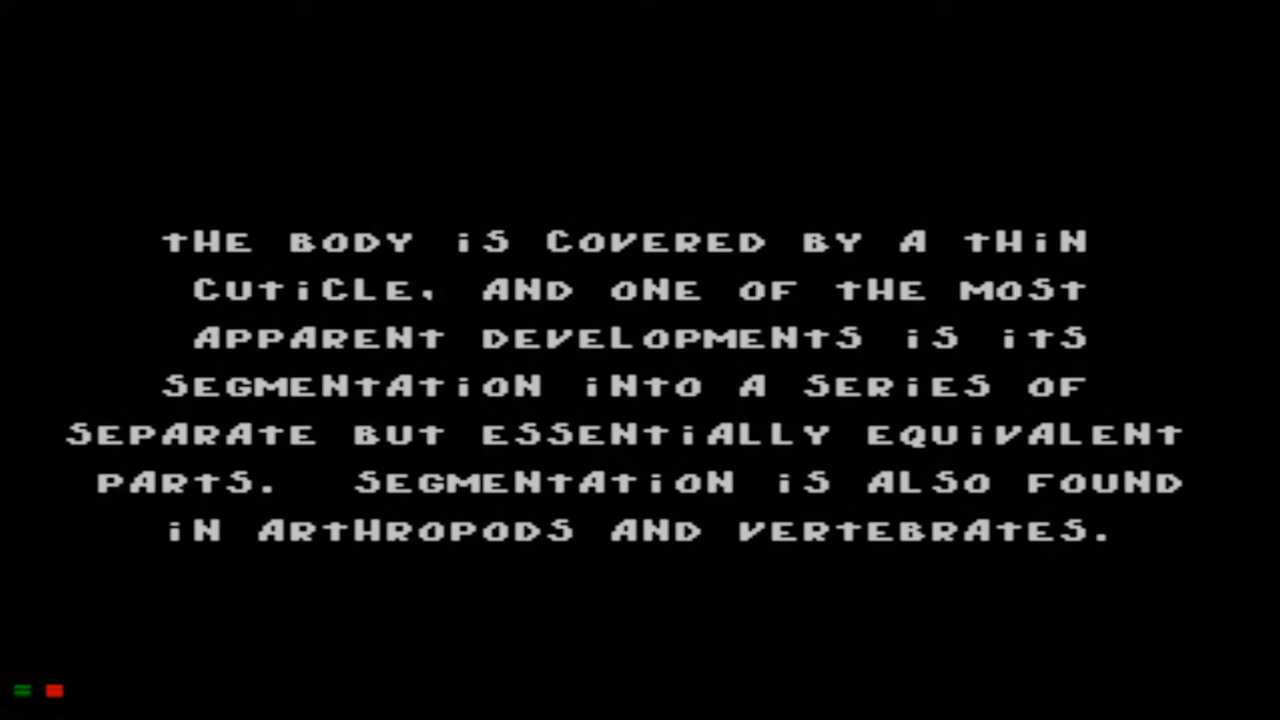 THE BODY iS COVERED BY A THiN
CUTiCLE, AND ONE OF THE MOST
APPARENT DEVELOPMENTS iS iTS
SEGMENTATiON iNTO A SERiES OF
SEPARATE BUT ESSENTiALLY EQUiVALENT
PARTS. SEGMENTATiON iS ALSO FOUND
iN ARTHROPODS AND VERTEBRATES.